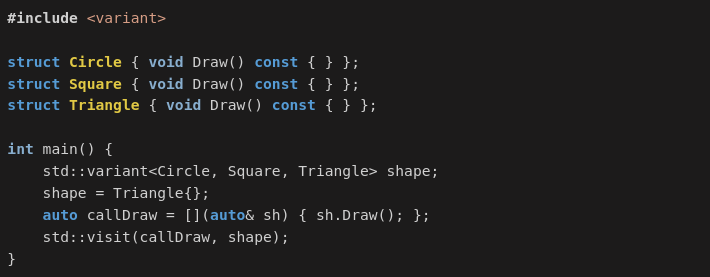 #include <variant>
struct Circle { void Draw() const { } };
struct Square { void Draw() const { } };
struct Triangle { void Draw() const { } };
int main() {
    std::variant<Circle, Square, Triangle> shape;
    shape = Triangle{};
    auto callDraw = [](auto& sh) { sh.Draw(); };
    std::visit(callDraw, shape);
}